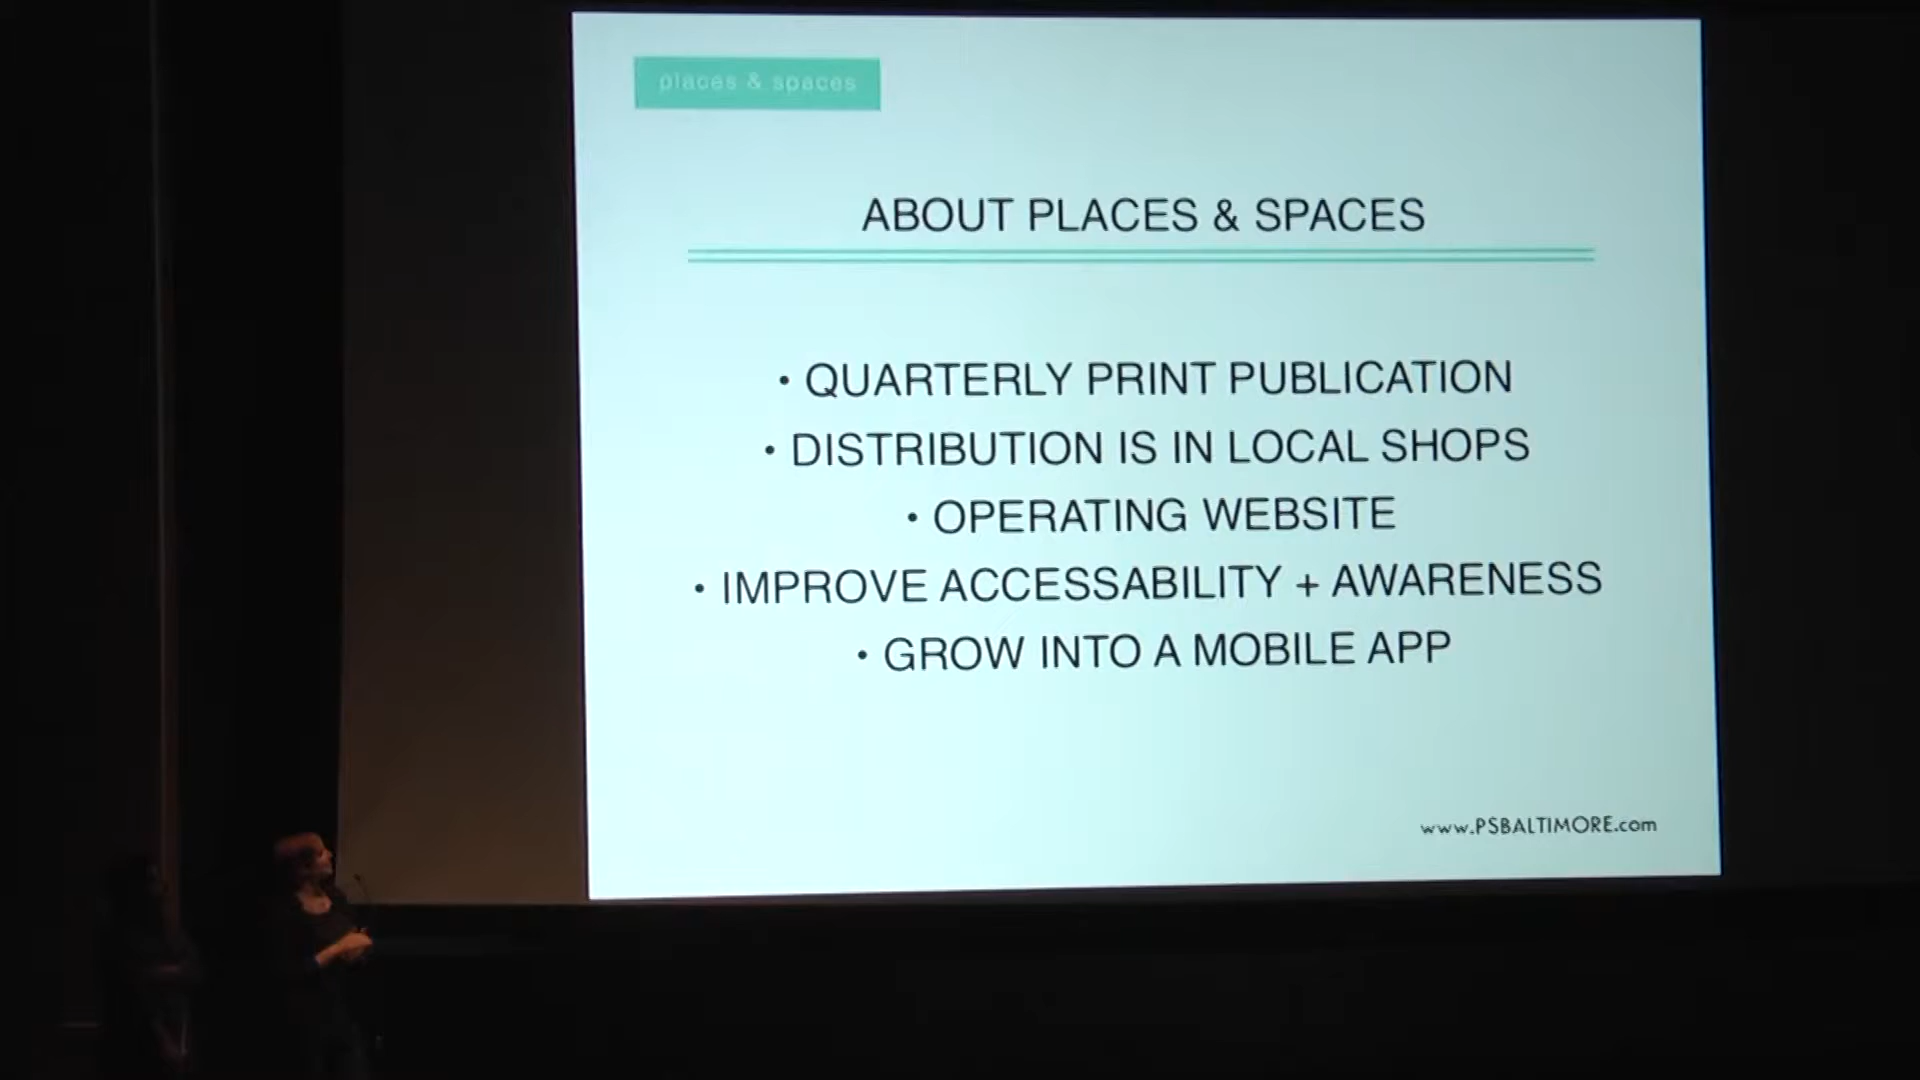 places & spaces
ABOUT PLACES & SPACES
• QUARTERLY PRINT PUBLICATION
• DISTRIBUTION IS IN LOCAL SHOPS
• OPERATING WEBSITE
• IMPROVE ACCESSABILITY + AWARENESS
• GROW INTO A MOBILE APP
www.PSBALTIMORE.com